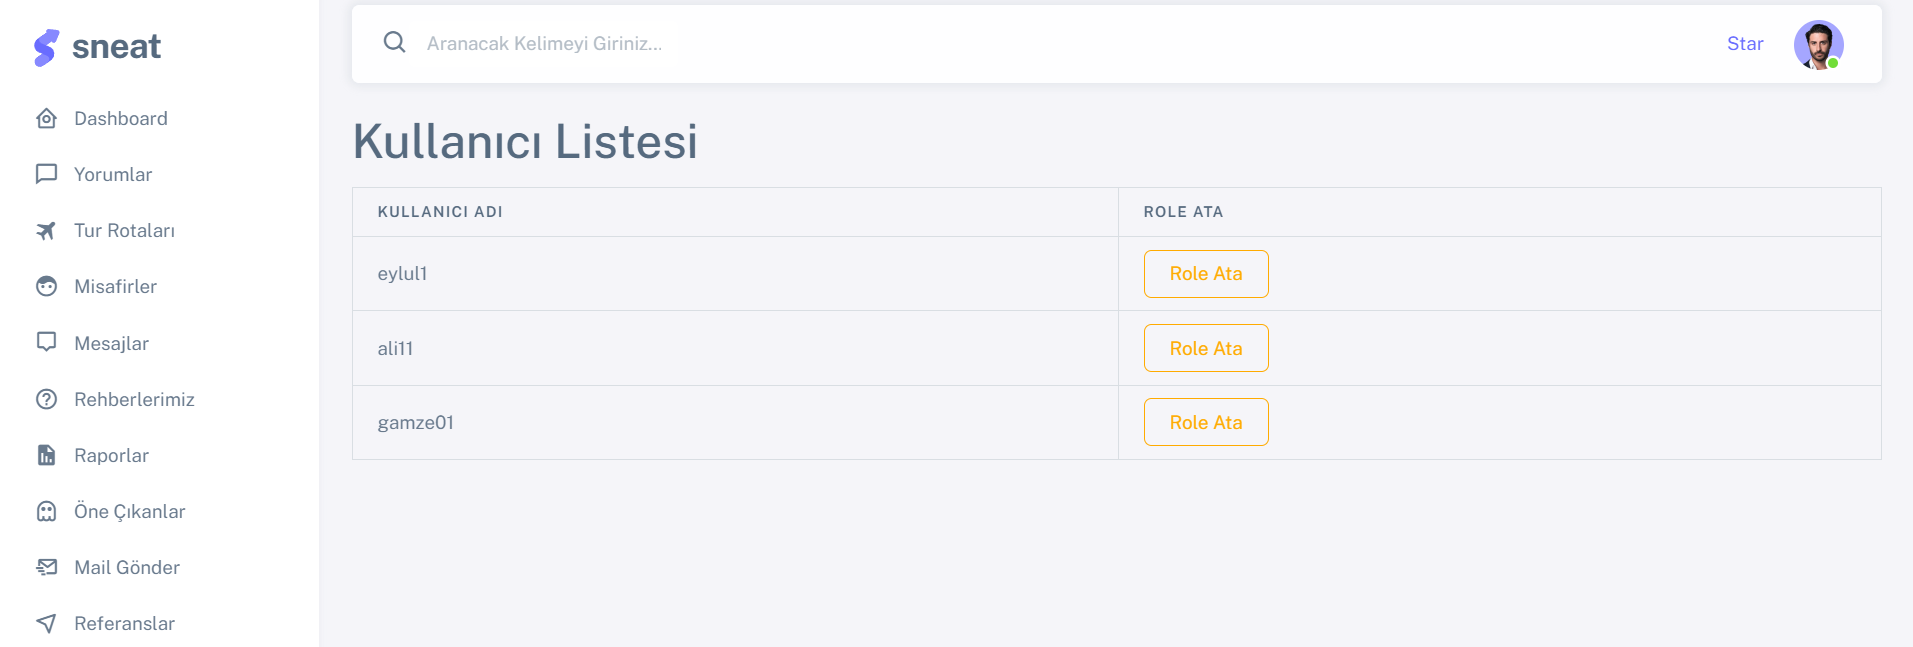 sneat
Dashboard
Yorumlar
Tur Rotaları
Misafirler
Mesajlar
Rehberlerimiz
Raporlar
Öne Çıkanlar
Mail Gönder
Referanslar
Aranacak Kelimeyi Giriniz...
Star
Kullanıcı Listesi
KULLANICI ADI
ROLE ATA
eylul1
Role Ata
ali11
Role Ata
gamze01
Role Ata